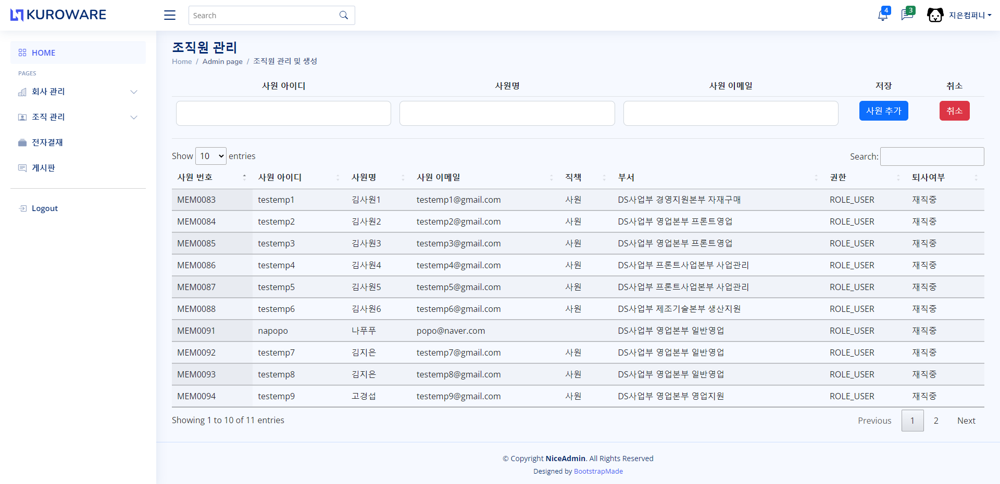 KUROWARE
Search
4
3
지은컴퍼니
HOME
PAGES
회사 관리
조직 관리
전자결재
게시판
Logout
조직원 관리
Home / Admin page / 조직원 관리 및 생성
사원 아이디 사원명 사원 이메일 저장 취소
사원 추가 취소
Show 10 entries
Search:
사원 번호 사원 아이디 사원명 사원 이메일 직책 부서 권한 퇴사여부
MEM0083 testemp1 김사원1 testemp1@gmail.com 사원 DS사업부 경영지원본부 자재구매 ROLE_USER 재직중
MEM0084 testemp2 김사원2 testemp2@gmail.com 사원 DS사업부 영업본부 프론트영업 ROLE_USER 재직중
MEM0085 testemp3 김사원3 testemp3@gmail.com 사원 DS사업부 영업본부 프론트영업 ROLE_USER 재직중
MEM0086 testemp4 김사원4 testemp4@gmail.com 사원 DS사업부 프론트사업본부 사업관리 ROLE_USER 재직중
MEM0087 testemp5 김사원5 testemp5@gmail.com 사원 DS사업부 프론트사업본부 사업관리 ROLE_USER 재직중
MEM0088 testemp6 김사원6 testemp6@gmail.com 사원 DS사업부 제조기술본부 생산지원 ROLE_USER 재직중
MEM0091 napopo 나푸푸 popo@naver.com DS사업부 영업본부 일반영업 ROLE_USER 재직중
MEM0092 testemp7 김지은 testemp7@gmail.com 사원 DS사업부 영업본부 일반영업 ROLE_USER 재직중
MEM0093 testemp8 김지은 testemp8@gmail.com 사원 DS사업부 영업본부 일반영업 ROLE_USER 재직중
MEM0094 testemp9 고경섭 testemp9@gmail.com 사원 DS사업부 영업본부 영업지원 ROLE_USER 재직중
Showing 1 to 10 of 11 entries
Previous 1 2 Next
© Copyright NiceAdmin. All Rights Reserved
Designed by BootstrapMade